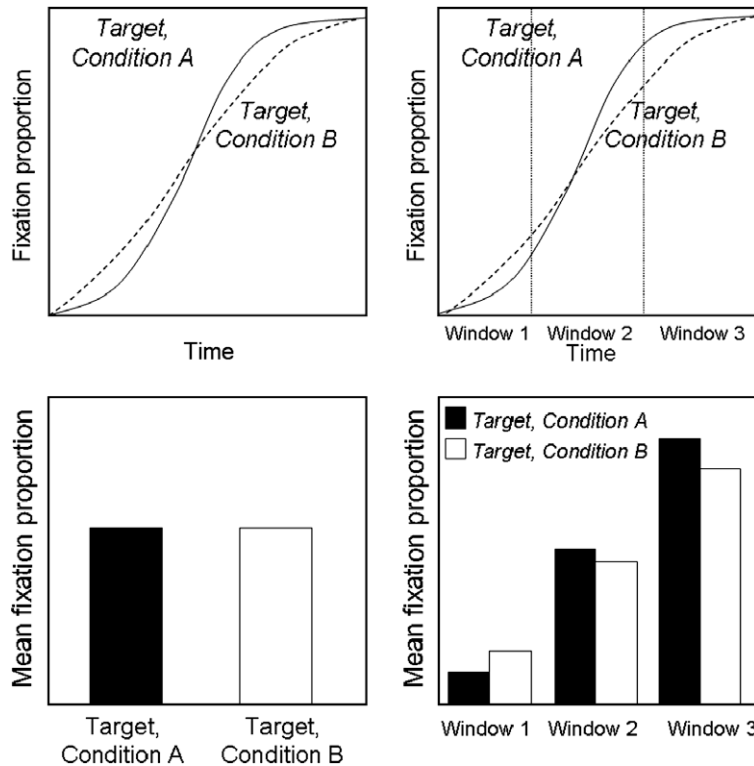 Fixation proportion
Target,
Condition A
Target,
Condition B
Time
Fixation proportion
Target,
Condition A
Target,
Condition B
Window 1
Window 2
Window 3
Time
Mean fixation proportion
Target,
Condition A
Target,
Condition B
Mean fixation proportion
Target, Condition A
Target, Condition B
Window 1
Window 2
Window 3